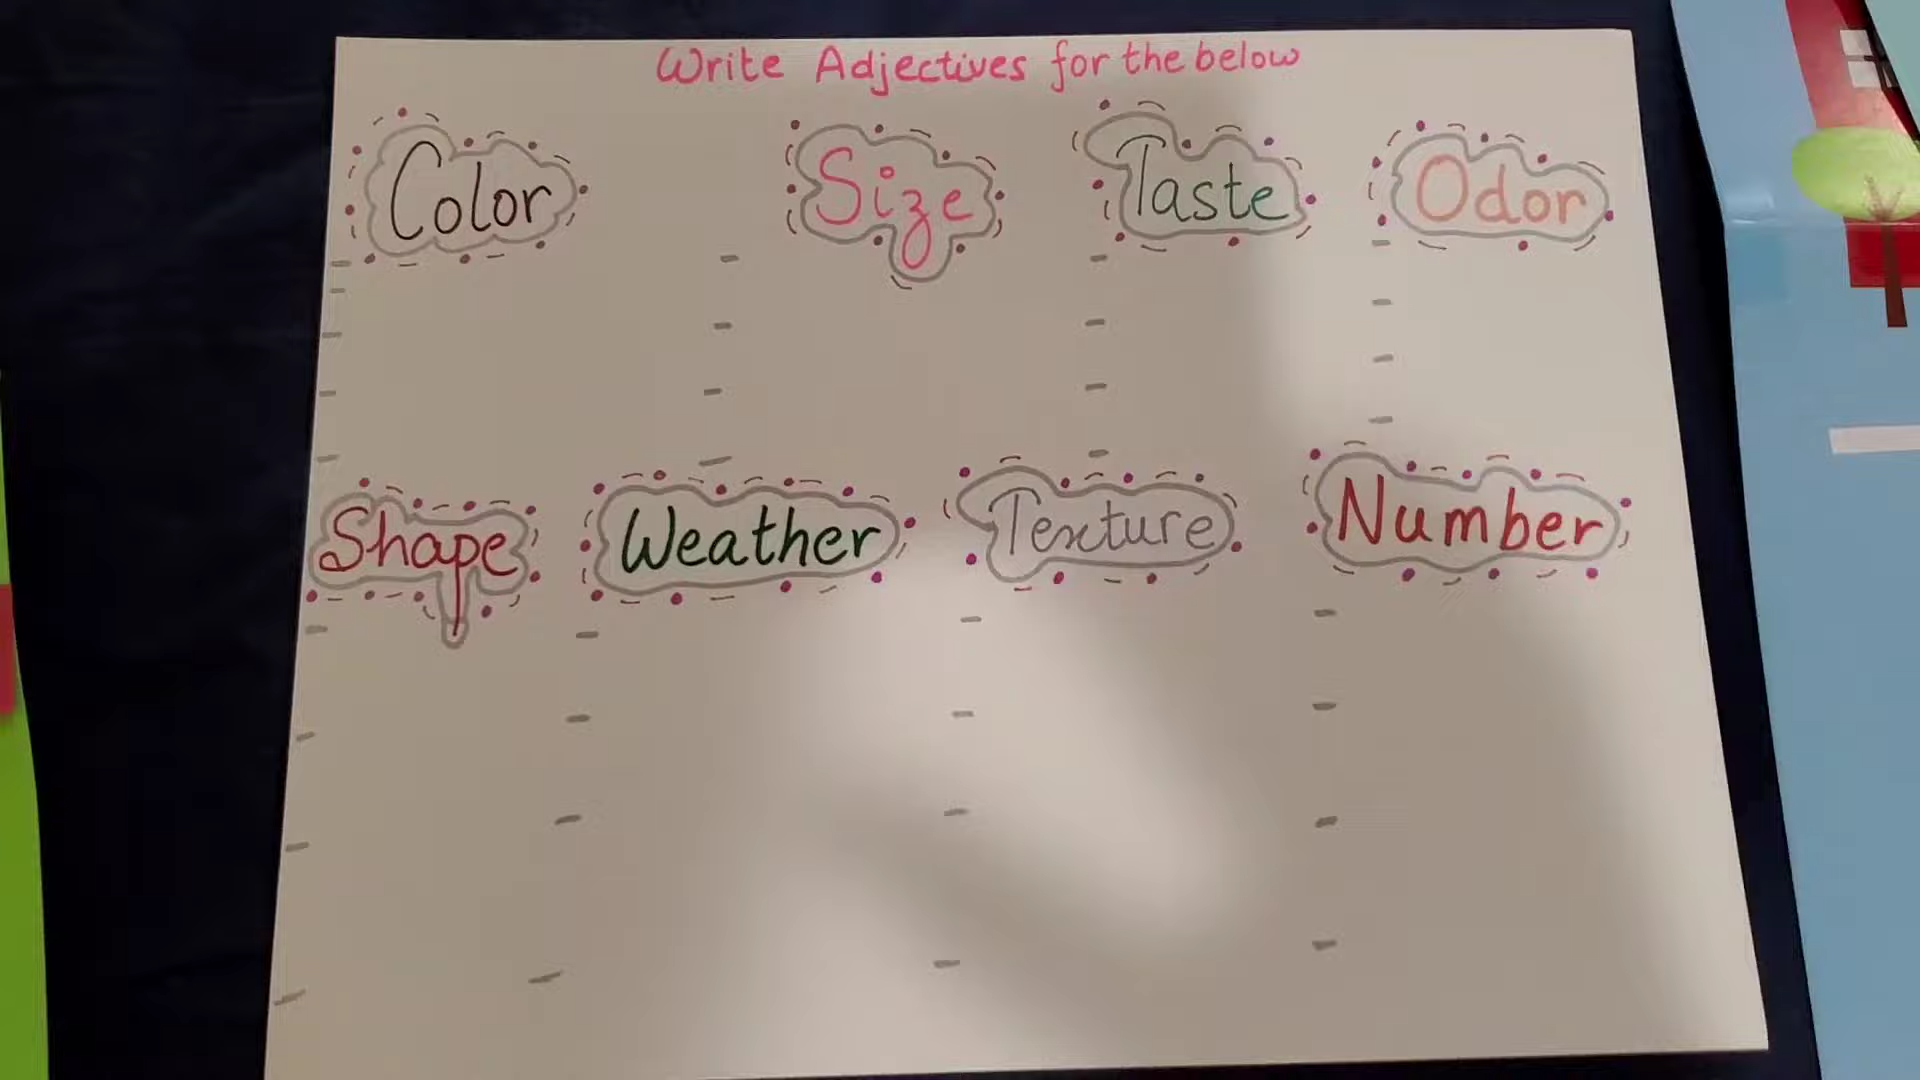 Write Adjectives for the below
Color Size Taste Odor
Shape Weather Texture Number